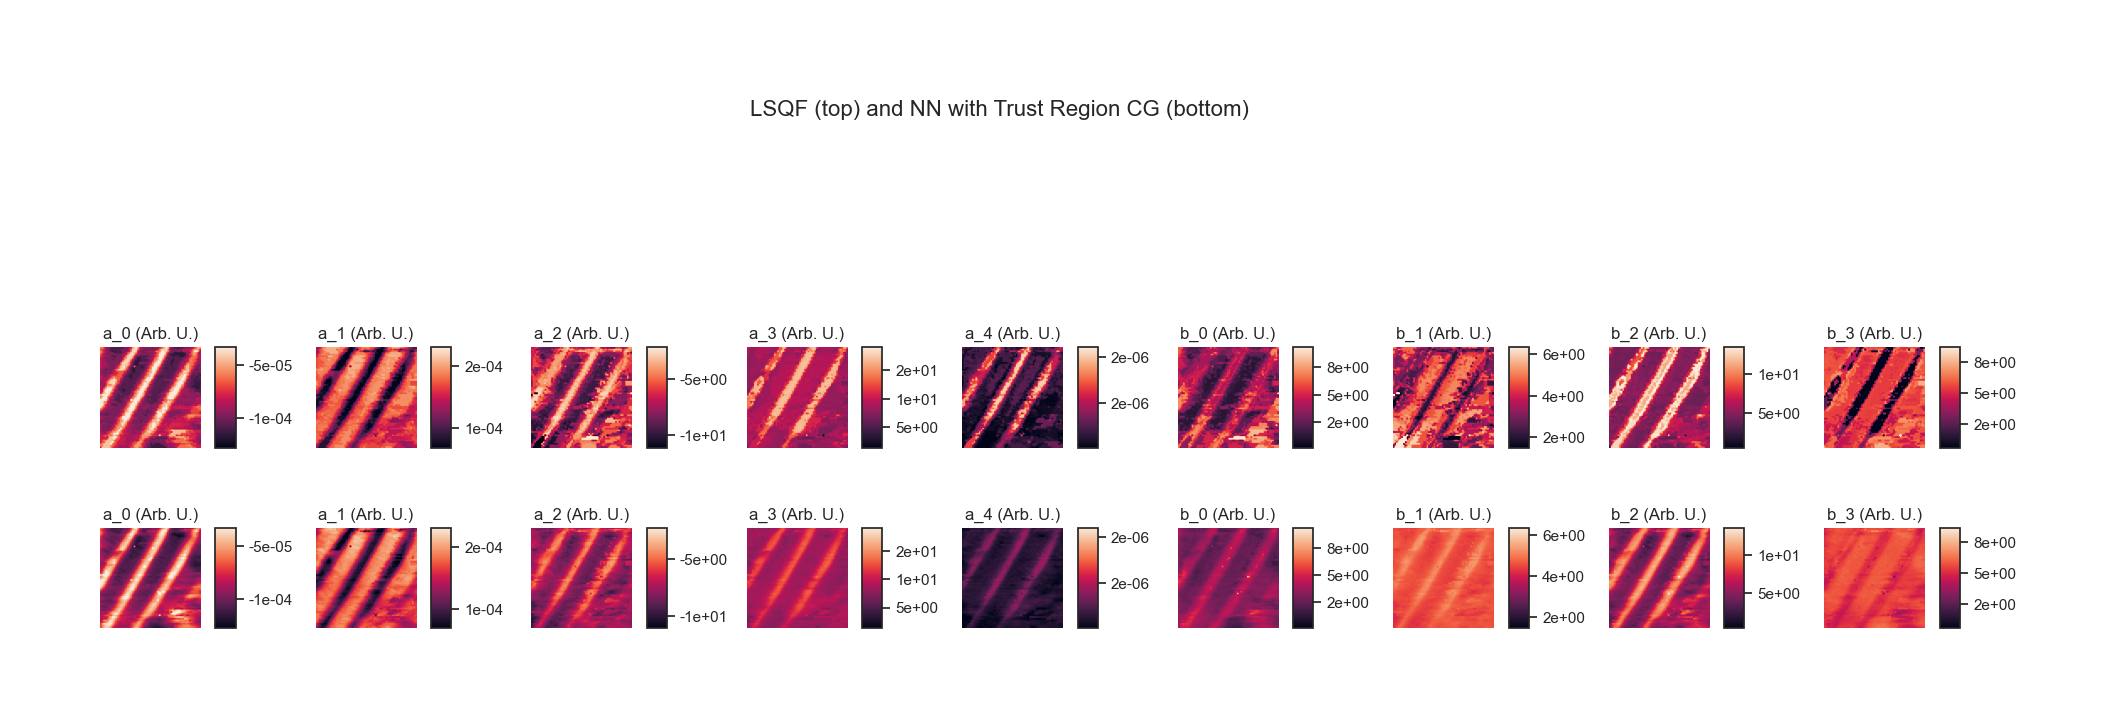 LSQF (top) and NN with Trust Region CG (bottom)
a_0 (Arb. U.) a_1 (Arb. U.) a_2 (Arb. U.) a_3 (Arb. U.) a_4 (Arb. U.) b_0 (Arb. U.) b_1 (Arb. U.) b_2 (Arb. U.) b_3 (Arb. U.)
-5e-05
-1e-04
2e-04
1e-04
-5e+00
-1e+01
2e+01
1e+01
5e+00
2e-06
2e-06
8e+00
5e+00
2e+00
6e+00
4e+00
2e+00
1e+01
5e+00
8e+00
5e+00
2e+00
a_0 (Arb. U.) a_1 (Arb. U.) a_2 (Arb. U.) a_3 (Arb. U.) a_4 (Arb. U.) b_0 (Arb. U.) b_1 (Arb. U.) b_2 (Arb. U.) b_3 (Arb. U.)
-5e-05
-1e-04
2e-04
1e-04
-5e+00
-1e+01
2e+01
1e+01
5e+00
2e-06
2e-06
8e+00
5e+00
2e+00
6e+00
4e+00
2e+00
1e+01
5e+00
8e+00
5e+00
2e+00